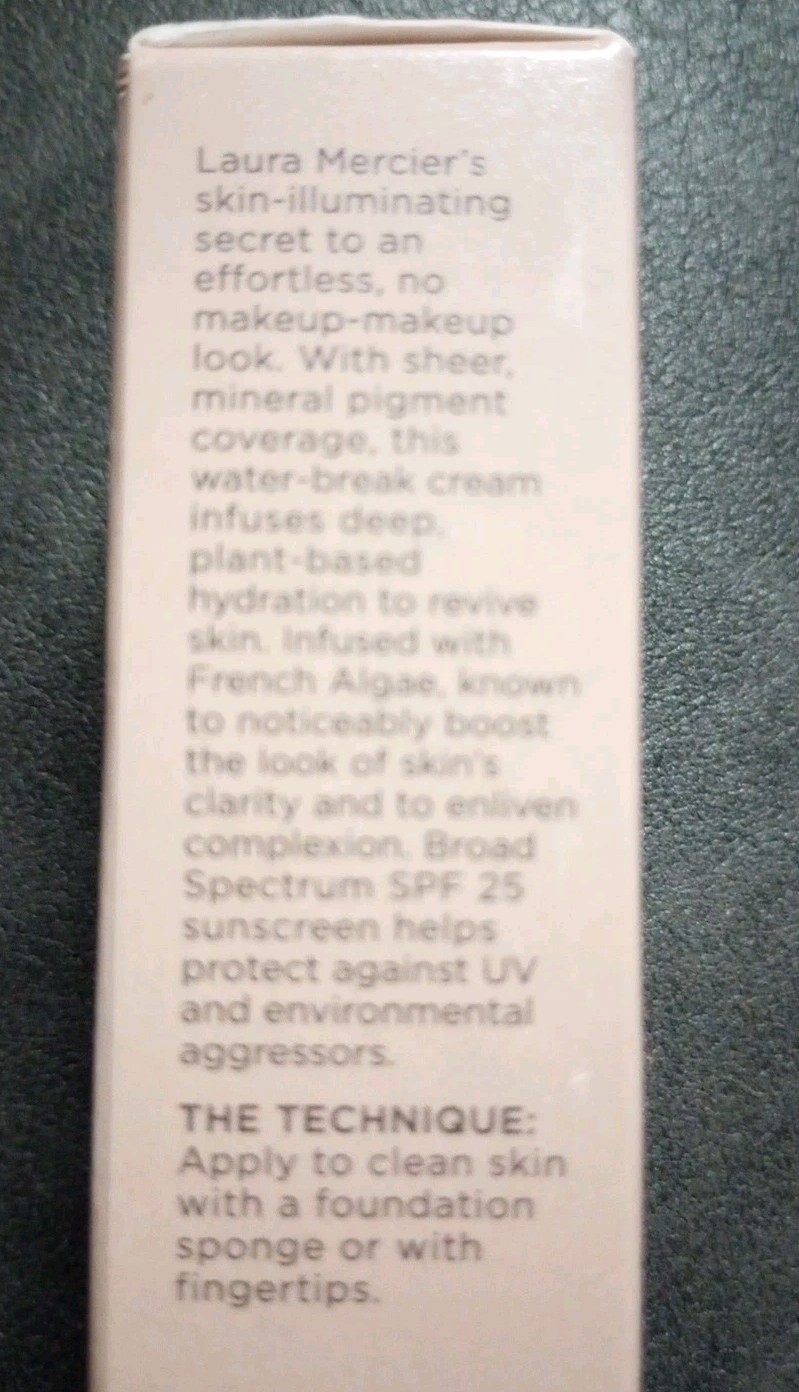 Laura Mercier's
skin-illuminating
secret to an
effortless, no
makeup-makeup
look. With sheer,
mineral pigment
coverage, this
water-break cream
infuses deep,
plant-based
hydration to revive
skin. Infused with
French Algae, known
to noticeably boost
the look of skin's
clarity and to enliven
complexion. Broad
Spectrum SPF 25
sunscreen helps
protect against UV
and environmental
aggressors.
THE TECHNIQUE:
Apply to clean skin
with a foundation
sponge or with
fingertips.